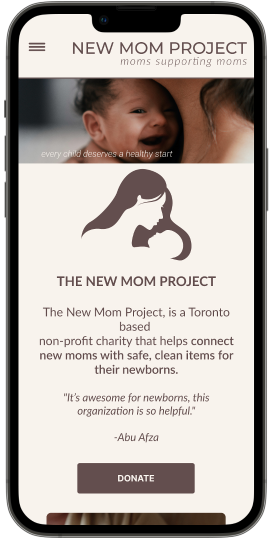 NEW MOM PROJECT
moms supporting moms
every child deserves a healthy start
THE NEW MOM PROJECT
The New Mom Project, is a Toronto
based
non-profit charity that helps connect
new moms with safe, clean items for
their newborns.
"It's awesome for newborns, this
organization is so helpful."
-Abu Afza
DONATE